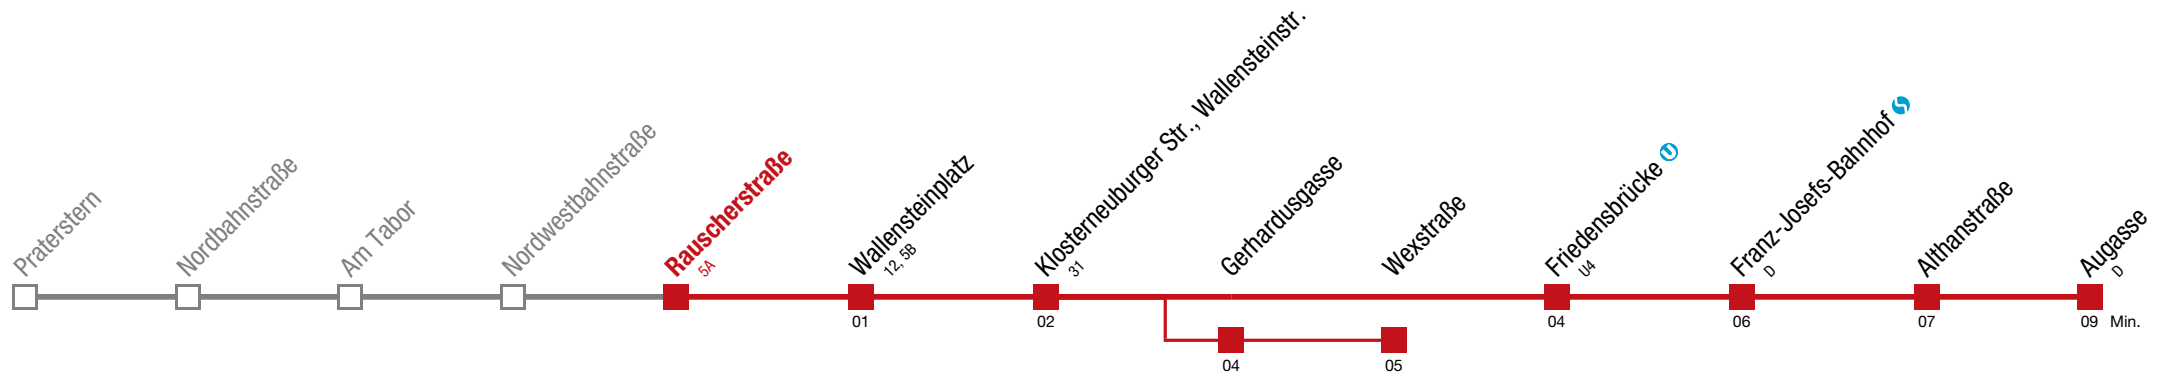 Praterstern
Nordbahnstraße
Am Tabor
Nordwestbahnstraße
Rauscherstraße
5A
Wallensteinplatz
12, 5B
Klosterneuburger Str., Wallensteinstr.
31
Gerhardusgasse
Wexstraße
Friedensbrücke U
U4
Franz-Josefs-Bahnhof S
D
Althanstraße
Augasse
D
01
02
04
06
07
09 Min.
04
05